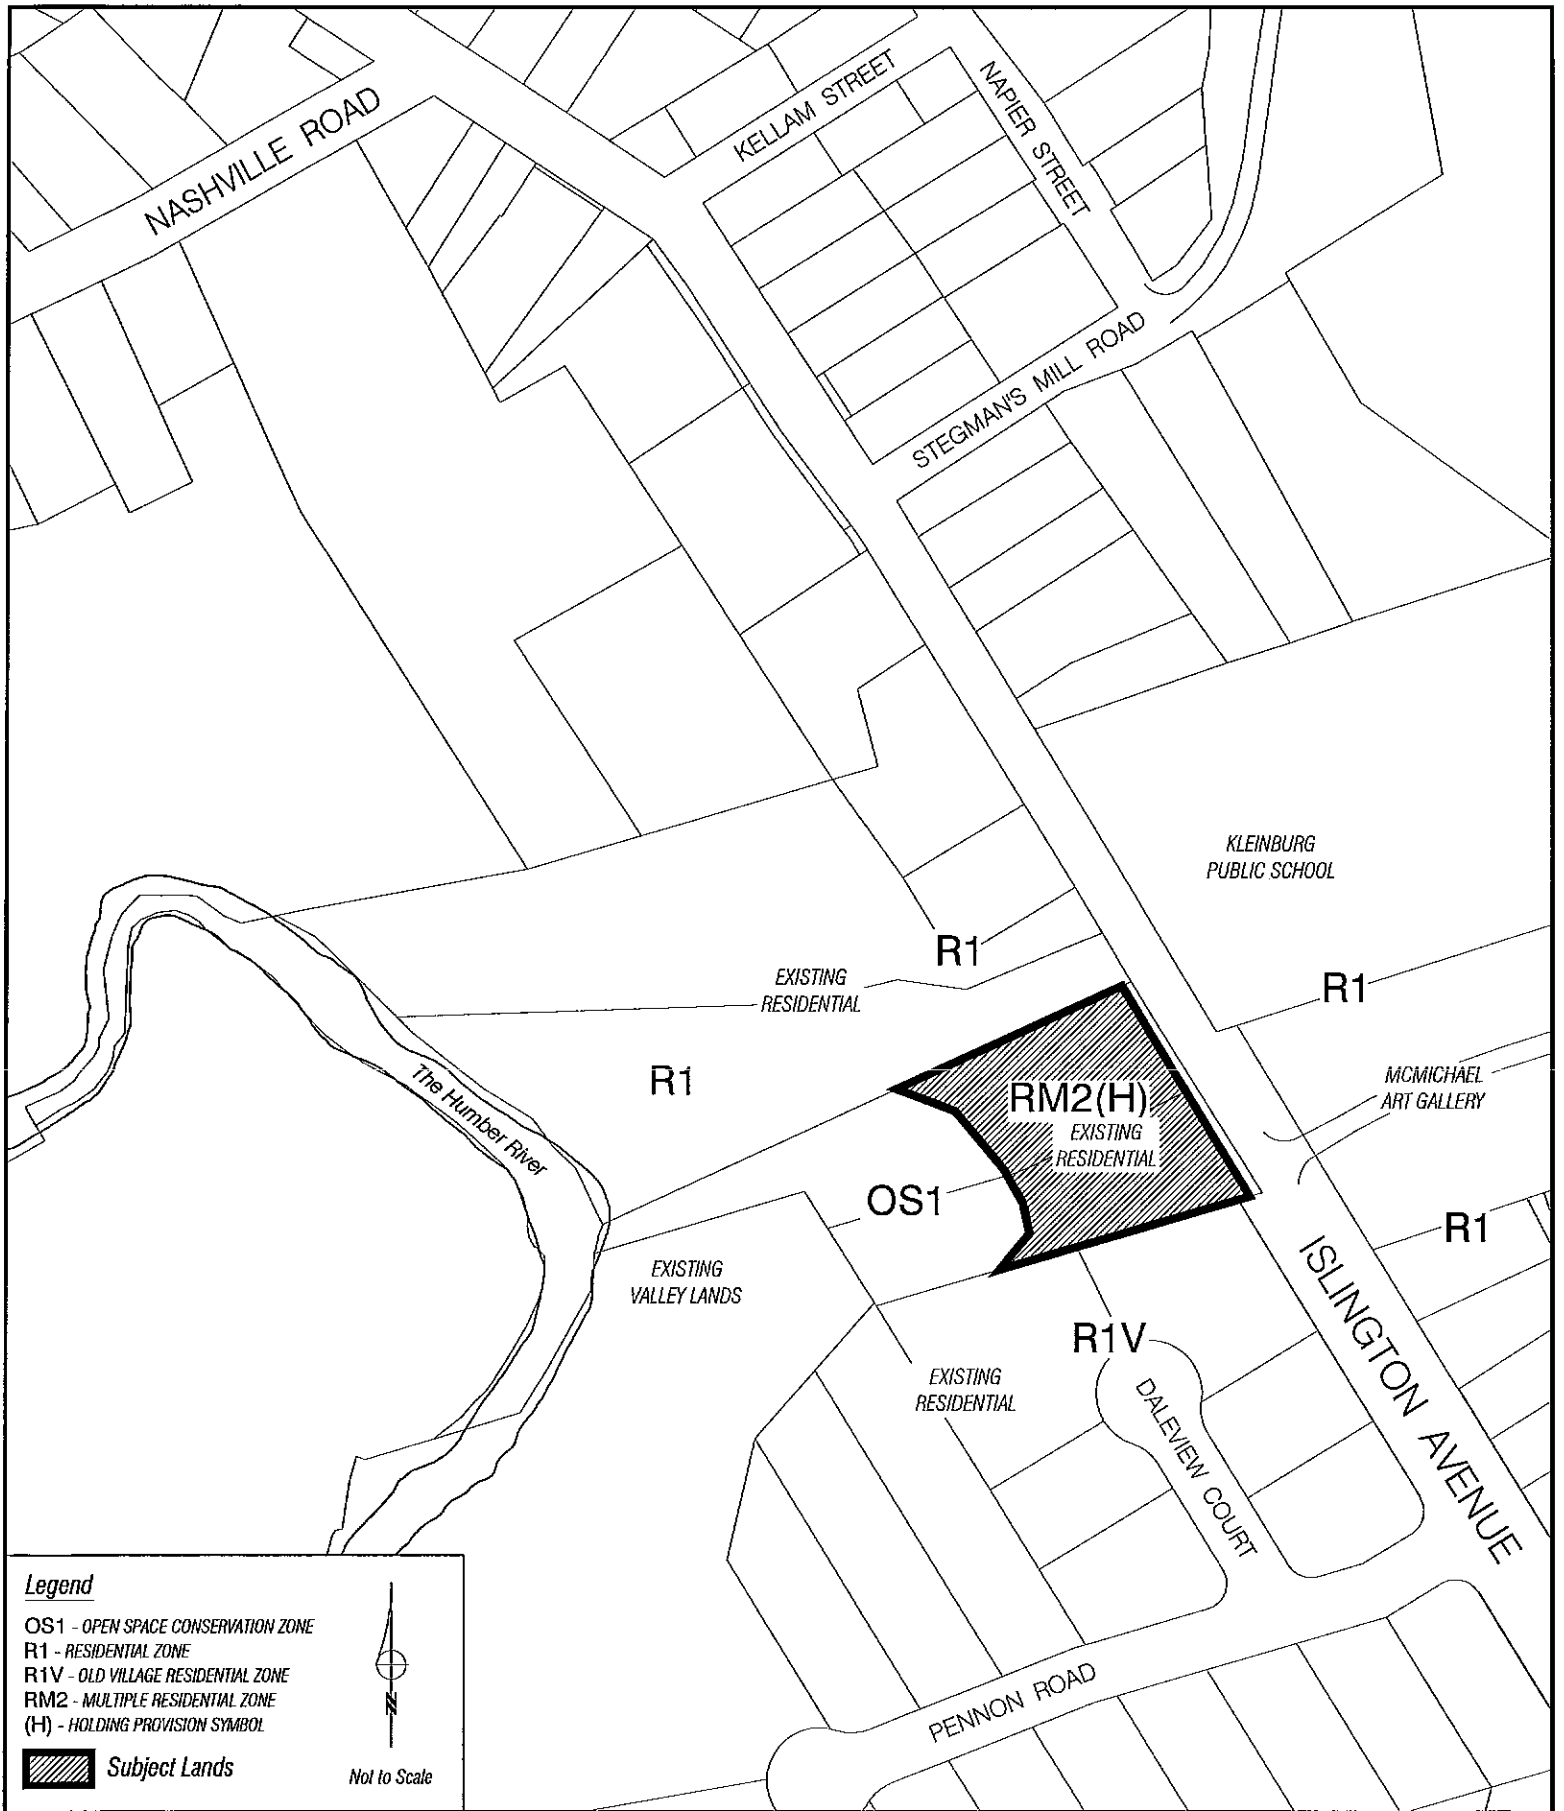 NASHVILLE ROAD
KELLAM STREET
NAPIER STREET
STEGMAN'S MILL ROAD
KLEINBURG
PUBLIC SCHOOL
R1
EXISTING
RESIDENTIAL
R1
R1
RM2(H)
EXISTING
RESIDENTIAL
MCMICHAEL
ART GALLERY
The Humber River
OS1
R1
EXISTING
VALLEY LANDS
ISLINGTON AVENUE
R1V
EXISTING
RESIDENTIAL
DALEVIEW COURT
PENNON ROAD
Legend
OS1 - OPEN SPACE CONSERVATION ZONE
R1 - RESIDENTIAL ZONE
R1V - OLD VILLAGE RESIDENTIAL ZONE
RM2 - MULTIPLE RESIDENTIAL ZONE
(H) - HOLDING PROVISION SYMBOL
N
Subject Lands
Not to Scale